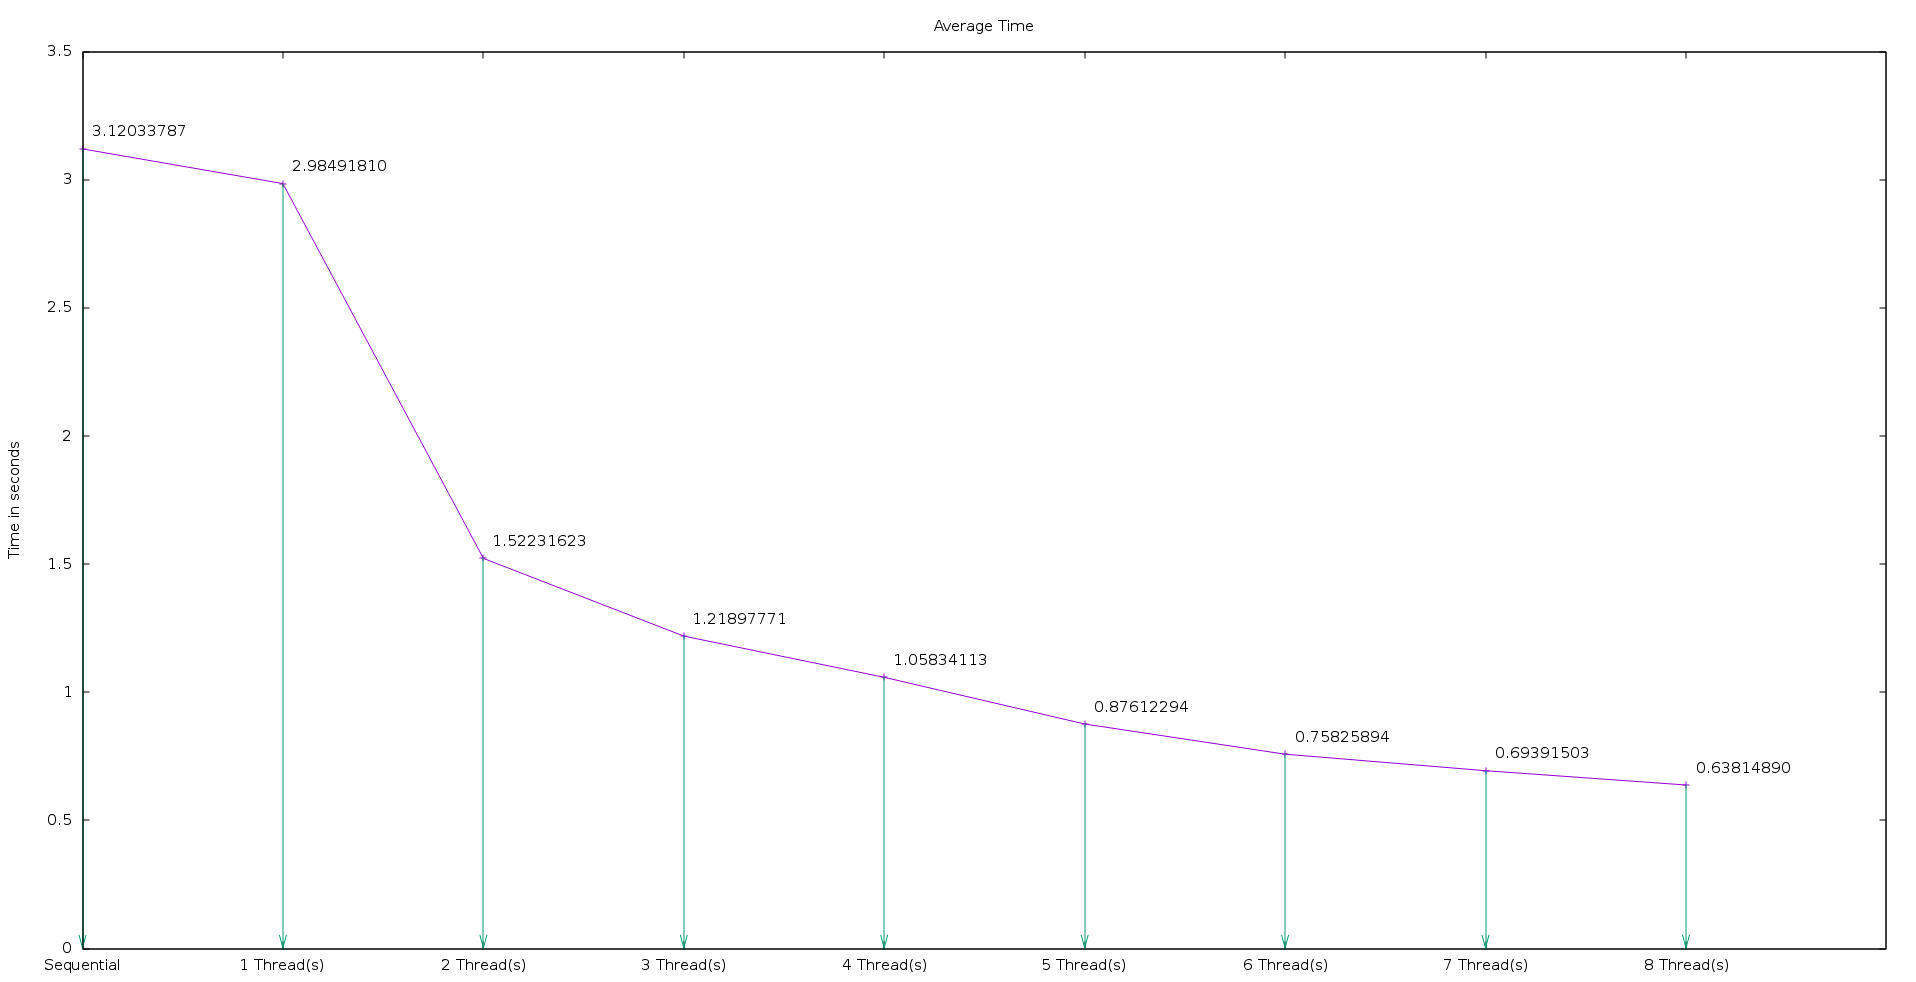 Average Time
3.5
3
2.5
2
1.5
1
0.5
0
Time in seconds
3.12033787
2.98491810
1.52231623
1.21897771
1.05834113
0.87612294
0.75825894
0.69391503
0.63814890
Sequential
1 Thread(s)
2 Thread(s)
3 Thread(s)
4 Thread(s)
5 Thread(s)
6 Thread(s)
7 Thread(s)
8 Thread(s)